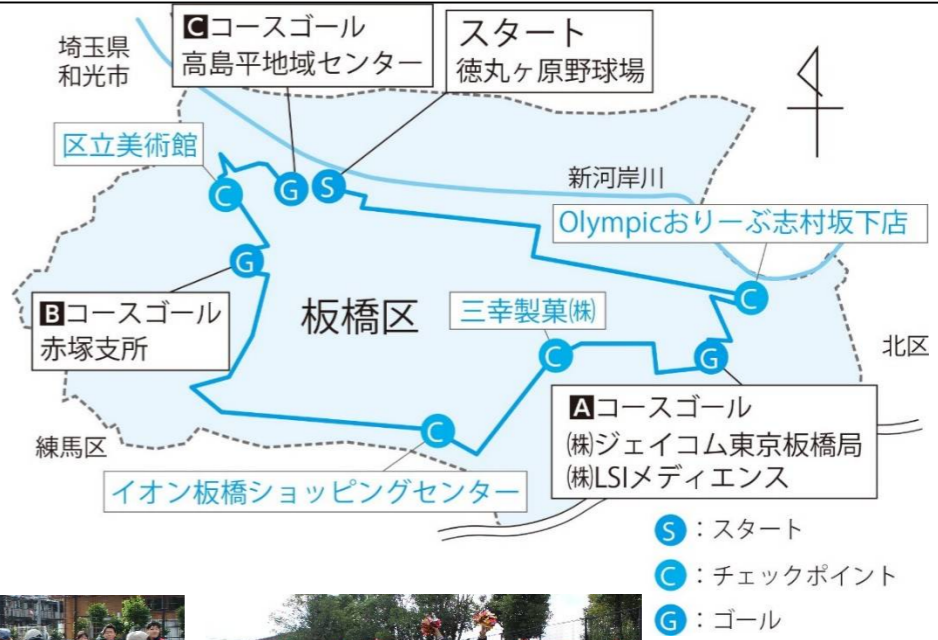 埼玉県
和光市
Cコースゴール
高島平地域センター
スタート
徳丸ヶ原野球場
区立美術館
C
G
S
新河岸川
Olympicおりーぶ志村坂下店
C
G
Bコースゴール
赤塚支所
板橋区
三幸製菓㈱
C
G
北区
Aコースゴール
㈱ジェイコム東京板橋局
㈱LSIメディエンス
練馬区
C
イオン板橋ショッピングセンター
S：スタート
C：チェックポイント
G：ゴール